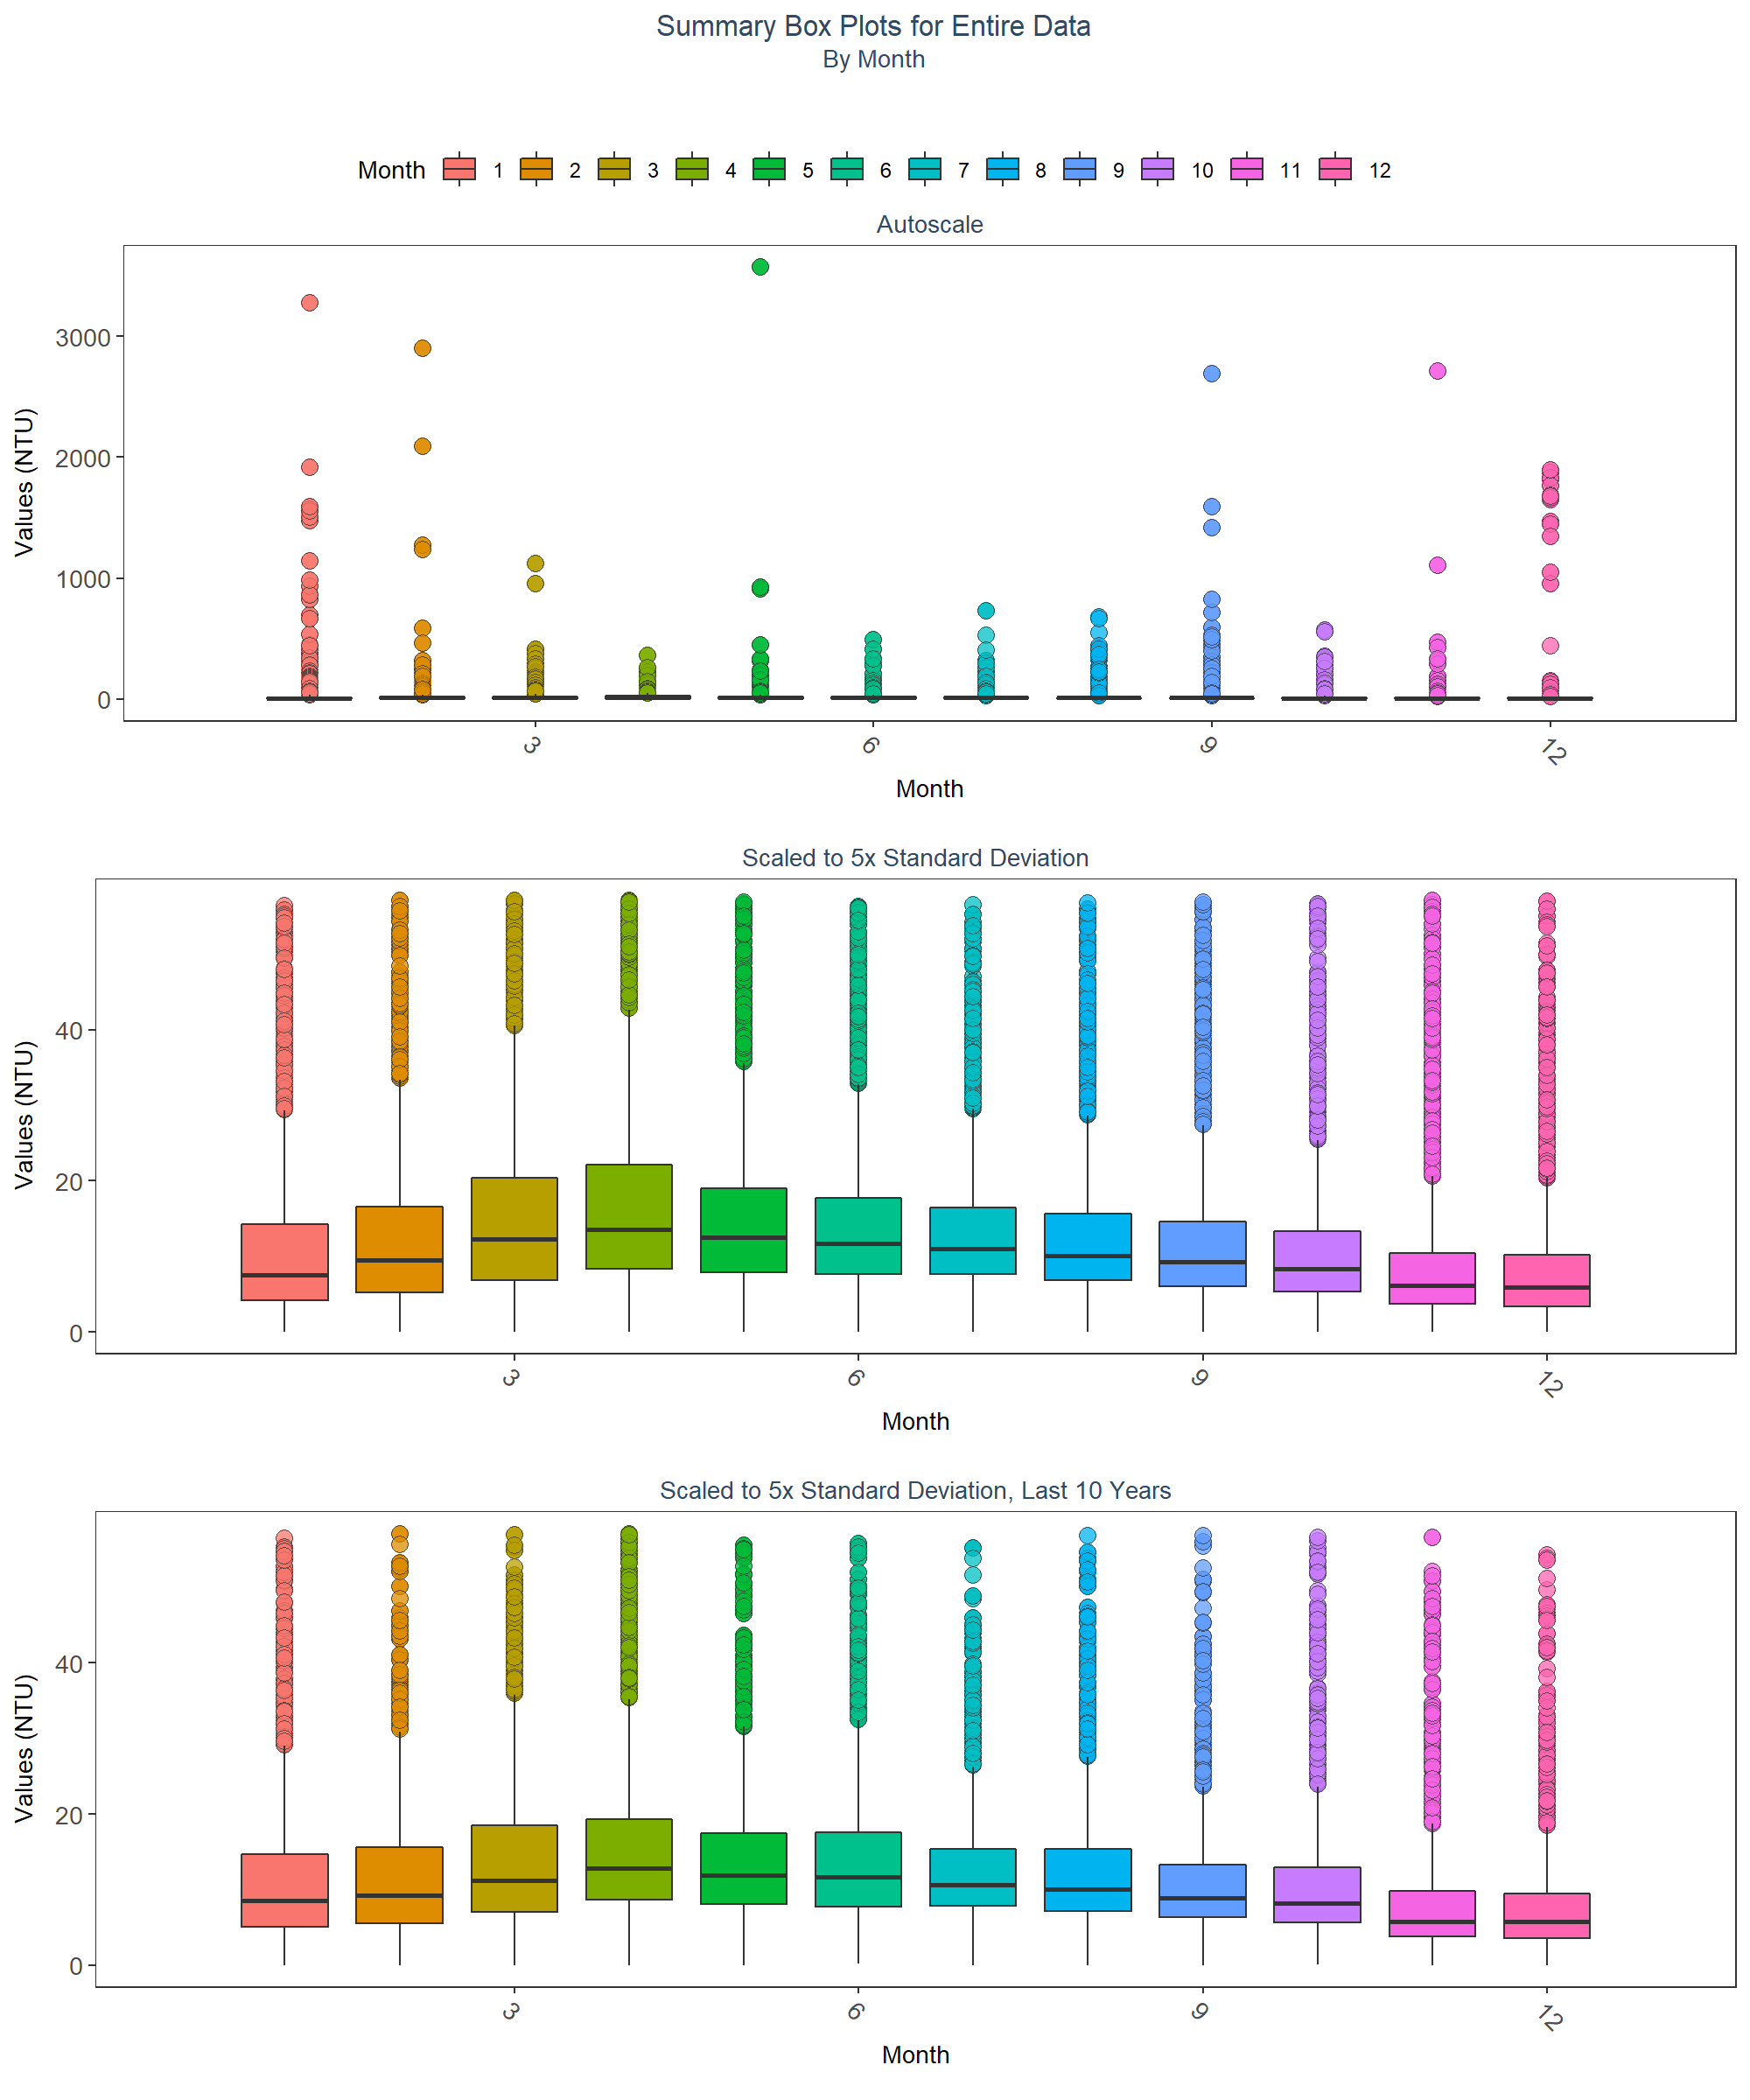 Summary Box Plots for Entire Data
By Month
Month 1 2 3 4 5 6 7 8 9 10 11 12
Autoscale
Values (NTU)
3000
2000
1000
0
3 6 9 12
Month
Scaled to 5x Standard Deviation
Values (NTU)
40
20
0
3 6 9 12
Month
Scaled to 5x Standard Deviation, Last 10 Years
Values (NTU)
40
20
0
3 6 9 12
Month